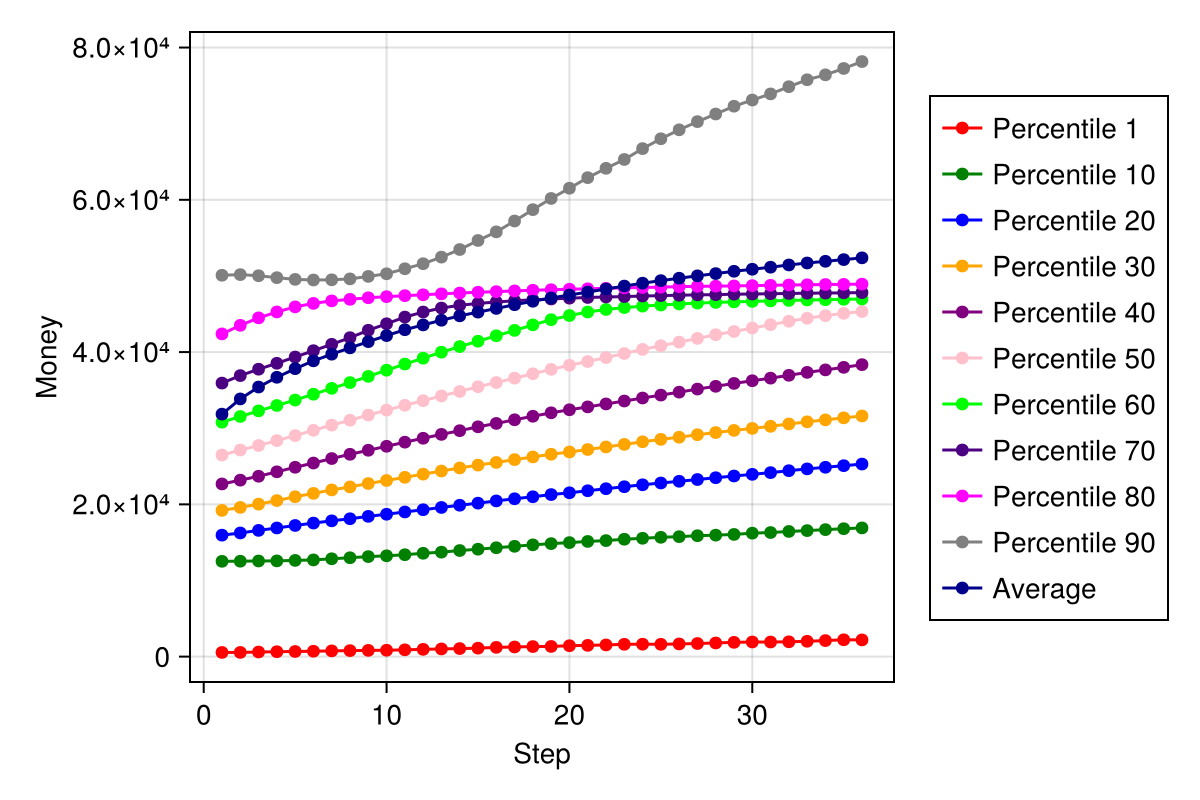 8.0×10⁴
6.0×10⁴
4.0×10⁴
2.0×10⁴
0
Money
0 10 20 30
Step
Percentile 1
Percentile 10
Percentile 20
Percentile 30
Percentile 40
Percentile 50
Percentile 60
Percentile 70
Percentile 80
Percentile 90
Average